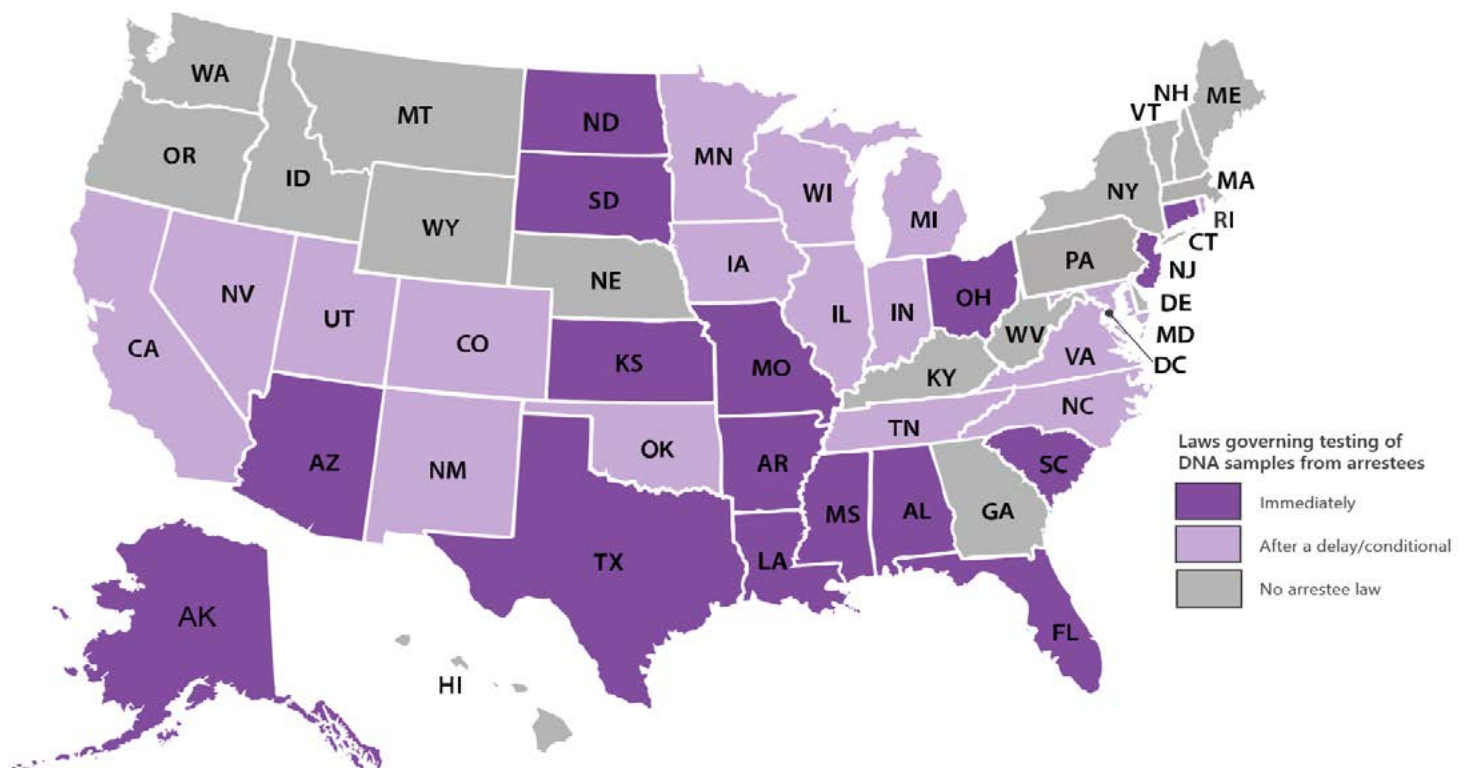 WA
MT
ND
MN
OR
ID
SD
WI
MI
WY
NE
IA
NV
UT
CO
CA
KS
MO
IL
IN
OH
KY
WV
VA
PA
NY
VT
NH
ME
MA
RI
CT
NJ
DE
MD
DC
AZ
NM
OK
AR
TN
NC
SC
MS
AL
GA
TX
LA
FL
AK
HI
Laws governing testing of
DNA samples from arrestees
Immediately
After a delay/conditional
No arrestee law